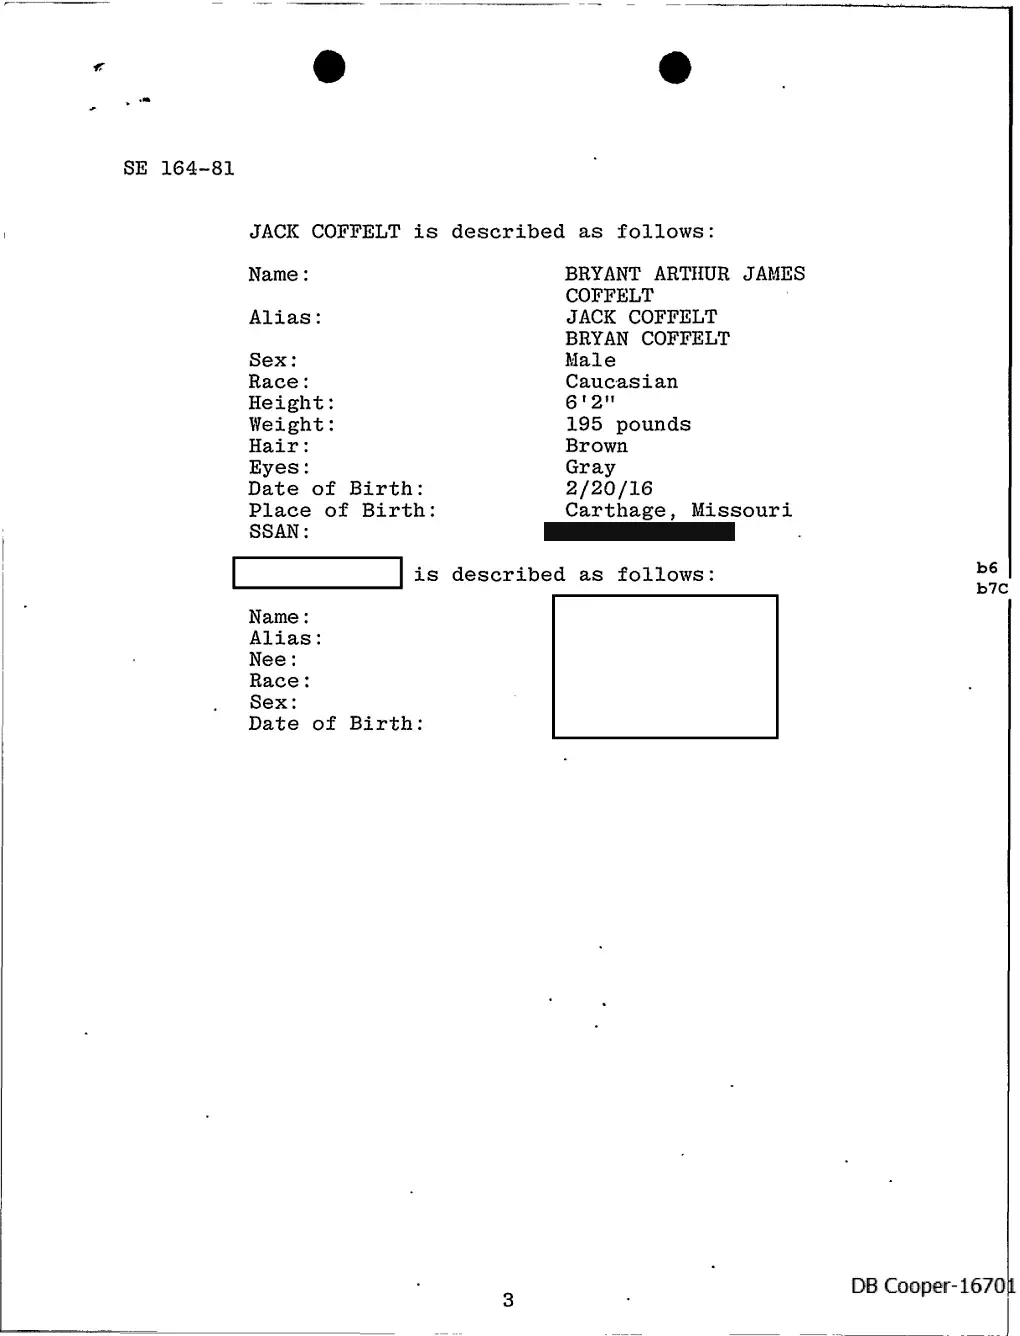 SE 164-81
JACK COFFELT is described as follows:
Name: BRYANT ARTHUR JAMES
COFFELT
Alias: JACK COFFELT
BRYAN COFFELT
Sex: Male
Race: Caucasian
Height: 6'2"
Weight: 195 pounds
Hair: Brown
Eyes: Gray
Date of Birth: 2/20/16
Place of Birth: Carthage, Missouri
SSAN:
is described as follows: b6
b7C
Name:
Alias:
Nee:
Race:
Sex:
Date of Birth:
DB Cooper-16701
3